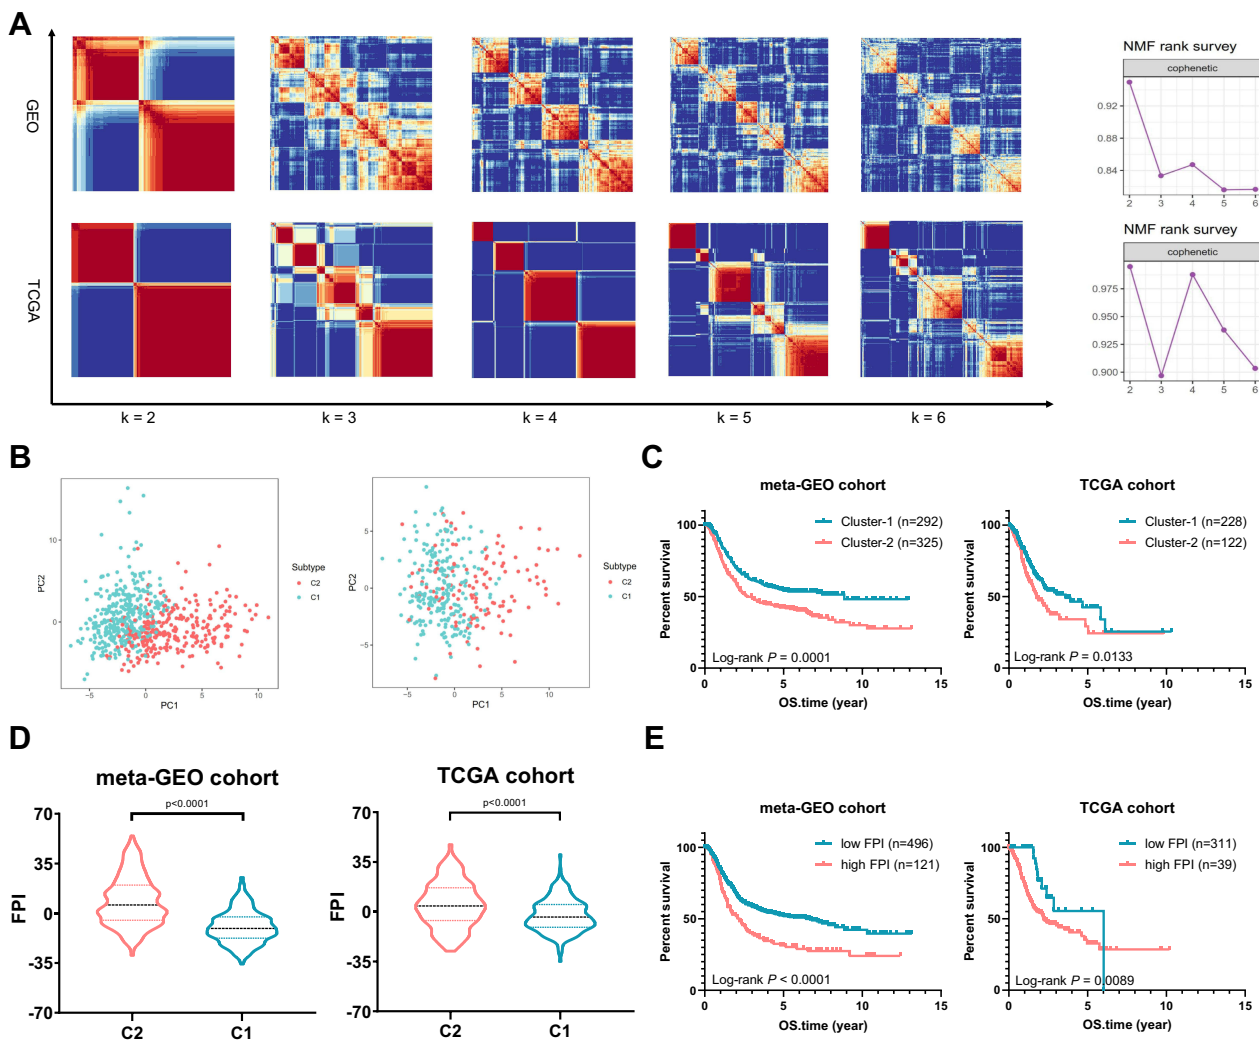 A
GEO
TCGA
k = 2
k = 3
k = 4
k = 5
k = 6
NMF rank survey
cophenetic
0.92
0.88
0.84
2 3 4 5 6
NMF rank survey
cophenetic
0.975
0.950
0.925
0.900
2 3 4 5 6
B
PC2
10
0
−5 0 5 10
PC1
Subtype
C2
C1
PC2
5
0
−5
−5 0 5 10
PC1
Subtype
C2
C1
C
meta-GEO cohort
Percent survival
100
50
0
0 5 10 15
OS.time (year)
Cluster-1 (n=292)
Cluster-2 (n=325)
Log-rank P = 0.0001
TCGA cohort
Percent survival
100
50
0
0 5 10 15
OS.time (year)
Cluster-1 (n=228)
Cluster-2 (n=122)
Log-rank P = 0.0133
D
meta-GEO cohort
p<0.0001
FPI
70
35
0
-35
-70
C2 C1
TCGA cohort
p<0.0001
FPI
70
35
0
-35
-70
C2 C1
E
meta-GEO cohort
Percent survival
100
50
0
0 5 10 15
OS.time (year)
low FPI (n=496)
high FPI (n=121)
Log-rank P < 0.0001
TCGA cohort
Percent survival
100
50
0
0 5 10 15
OS.time (year)
low FPI (n=311)
high FPI (n=39)
Log-rank P = 0.0089